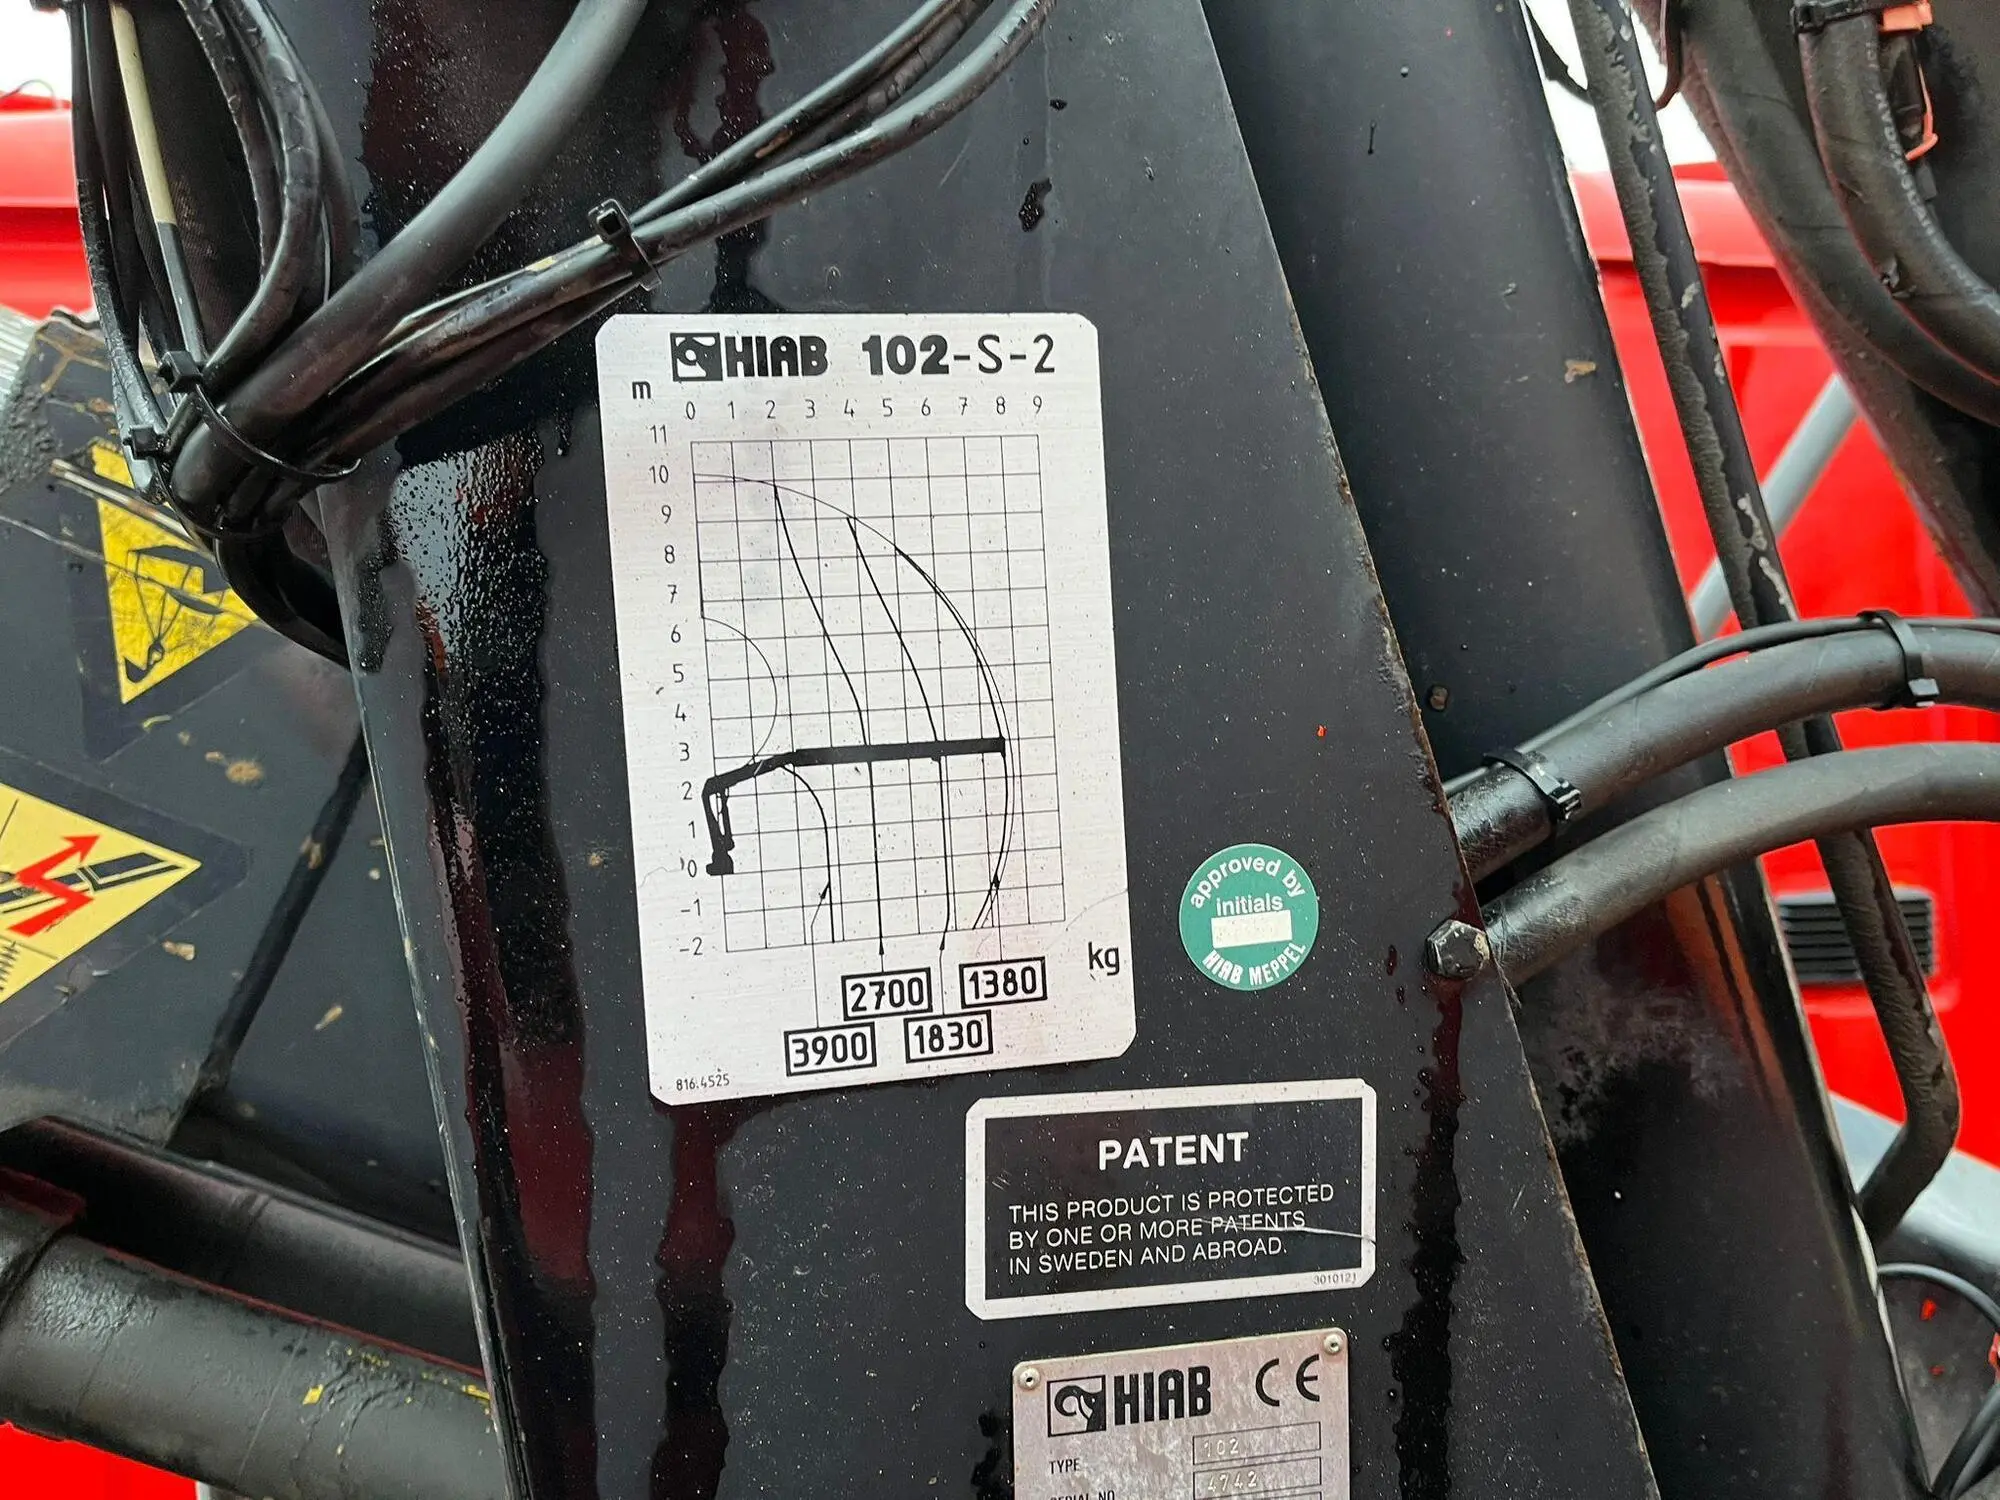 HIAB 102-S-2
m
0 1 2 3 4 5 6 7 8 9
11
10
9
8
7
6
5
4
3
2
1
0
-1
-2
kg
2700 1380
3900 1830
816.4525
approved by
initials
HIAB MEPPEL
PATENT
THIS PRODUCT IS PROTECTED
BY ONE OR MORE PATENTS
IN SWEDEN AND ABROAD.
HIAB CE
TYPE 102
4742
SERIAL NO